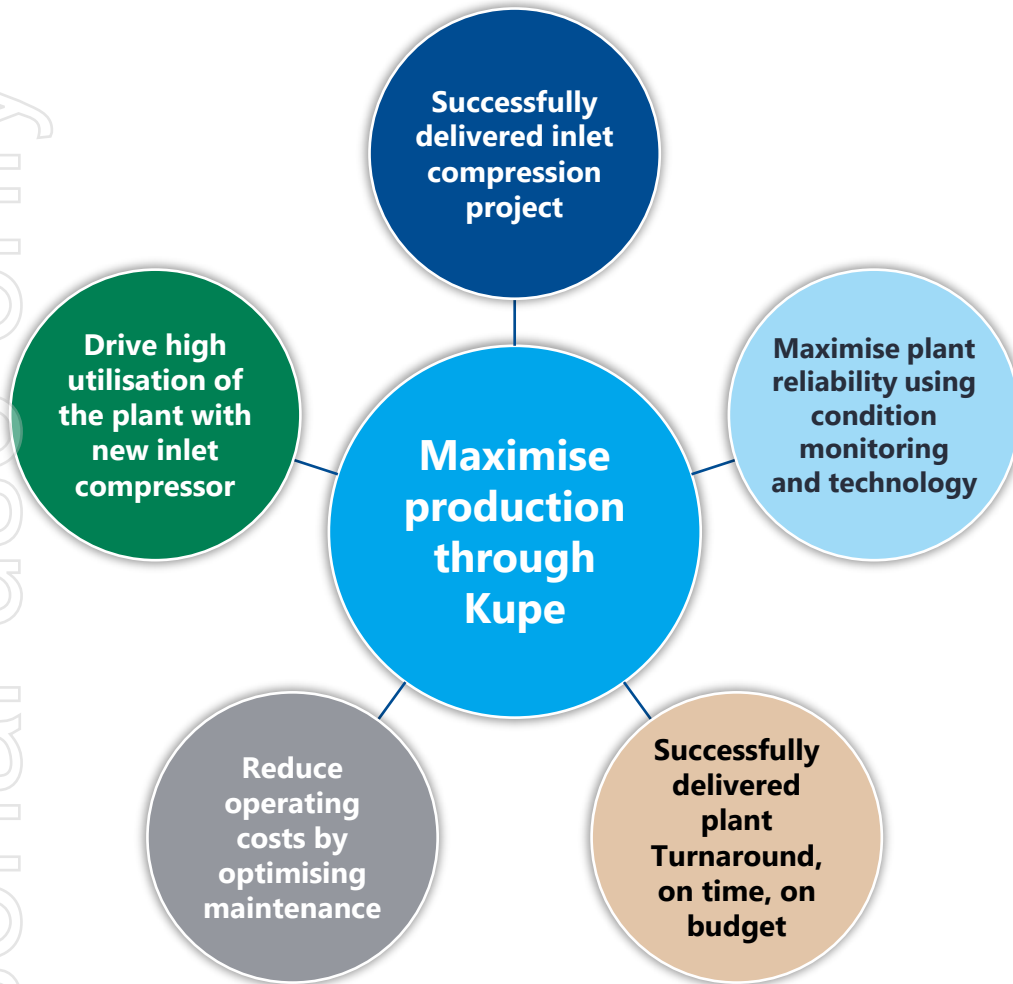 Successfully
delivered inlet
compression
project
Drive high
utilisation of
the plant with
new inlet
compressor
Maximise plant
reliability using
condition
monitoring
and technology
Maximise
production
through
Kupe
Reduce
operating
costs by
optimising
maintenance
Successfully
delivered
plant
Turnaround,
on time, on
budget